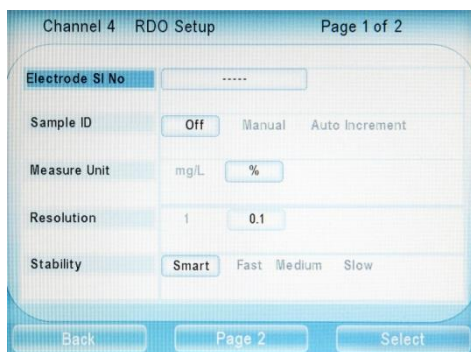 Channel 4 RDO Setup Page 1 of 2
Electrode Sl No -----
Sample ID Off Manual Auto Increment
Measure Unit mg/L %
Resolution 1 0.1
Stability Smart Fast Medium Slow
Back Page 2 Select